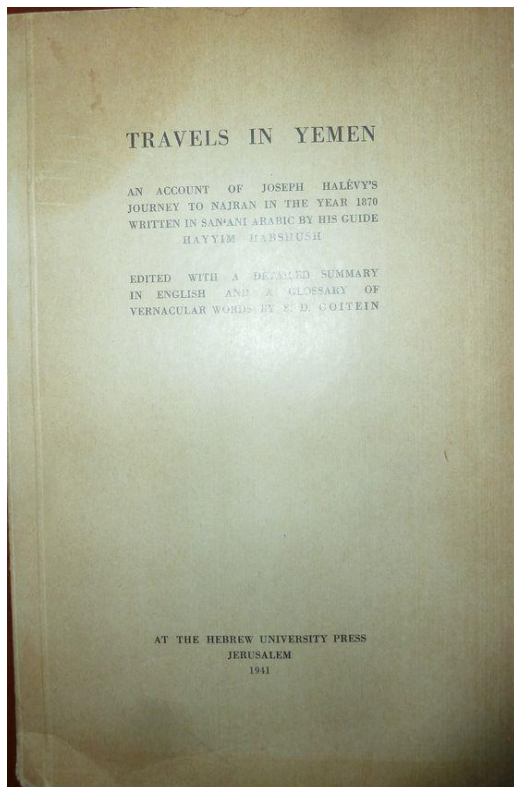 TRAVELS IN YEMEN
AN ACCOUNT OF JOSEPH HALÉVY'S
JOURNEY TO NAJRAN IN THE YEAR 1870
WRITTEN IN SAN‘ANI ARABIC BY HIS GUIDE
HAYYIM HABSHUSH
EDITED WITH A DETAILED SUMMARY
IN ENGLISH AND A GLOSSARY OF
VERNACULAR WORDS BY S. D. GOITEIN
AT THE HEBREW UNIVERSITY PRESS
JERUSALEM
1941